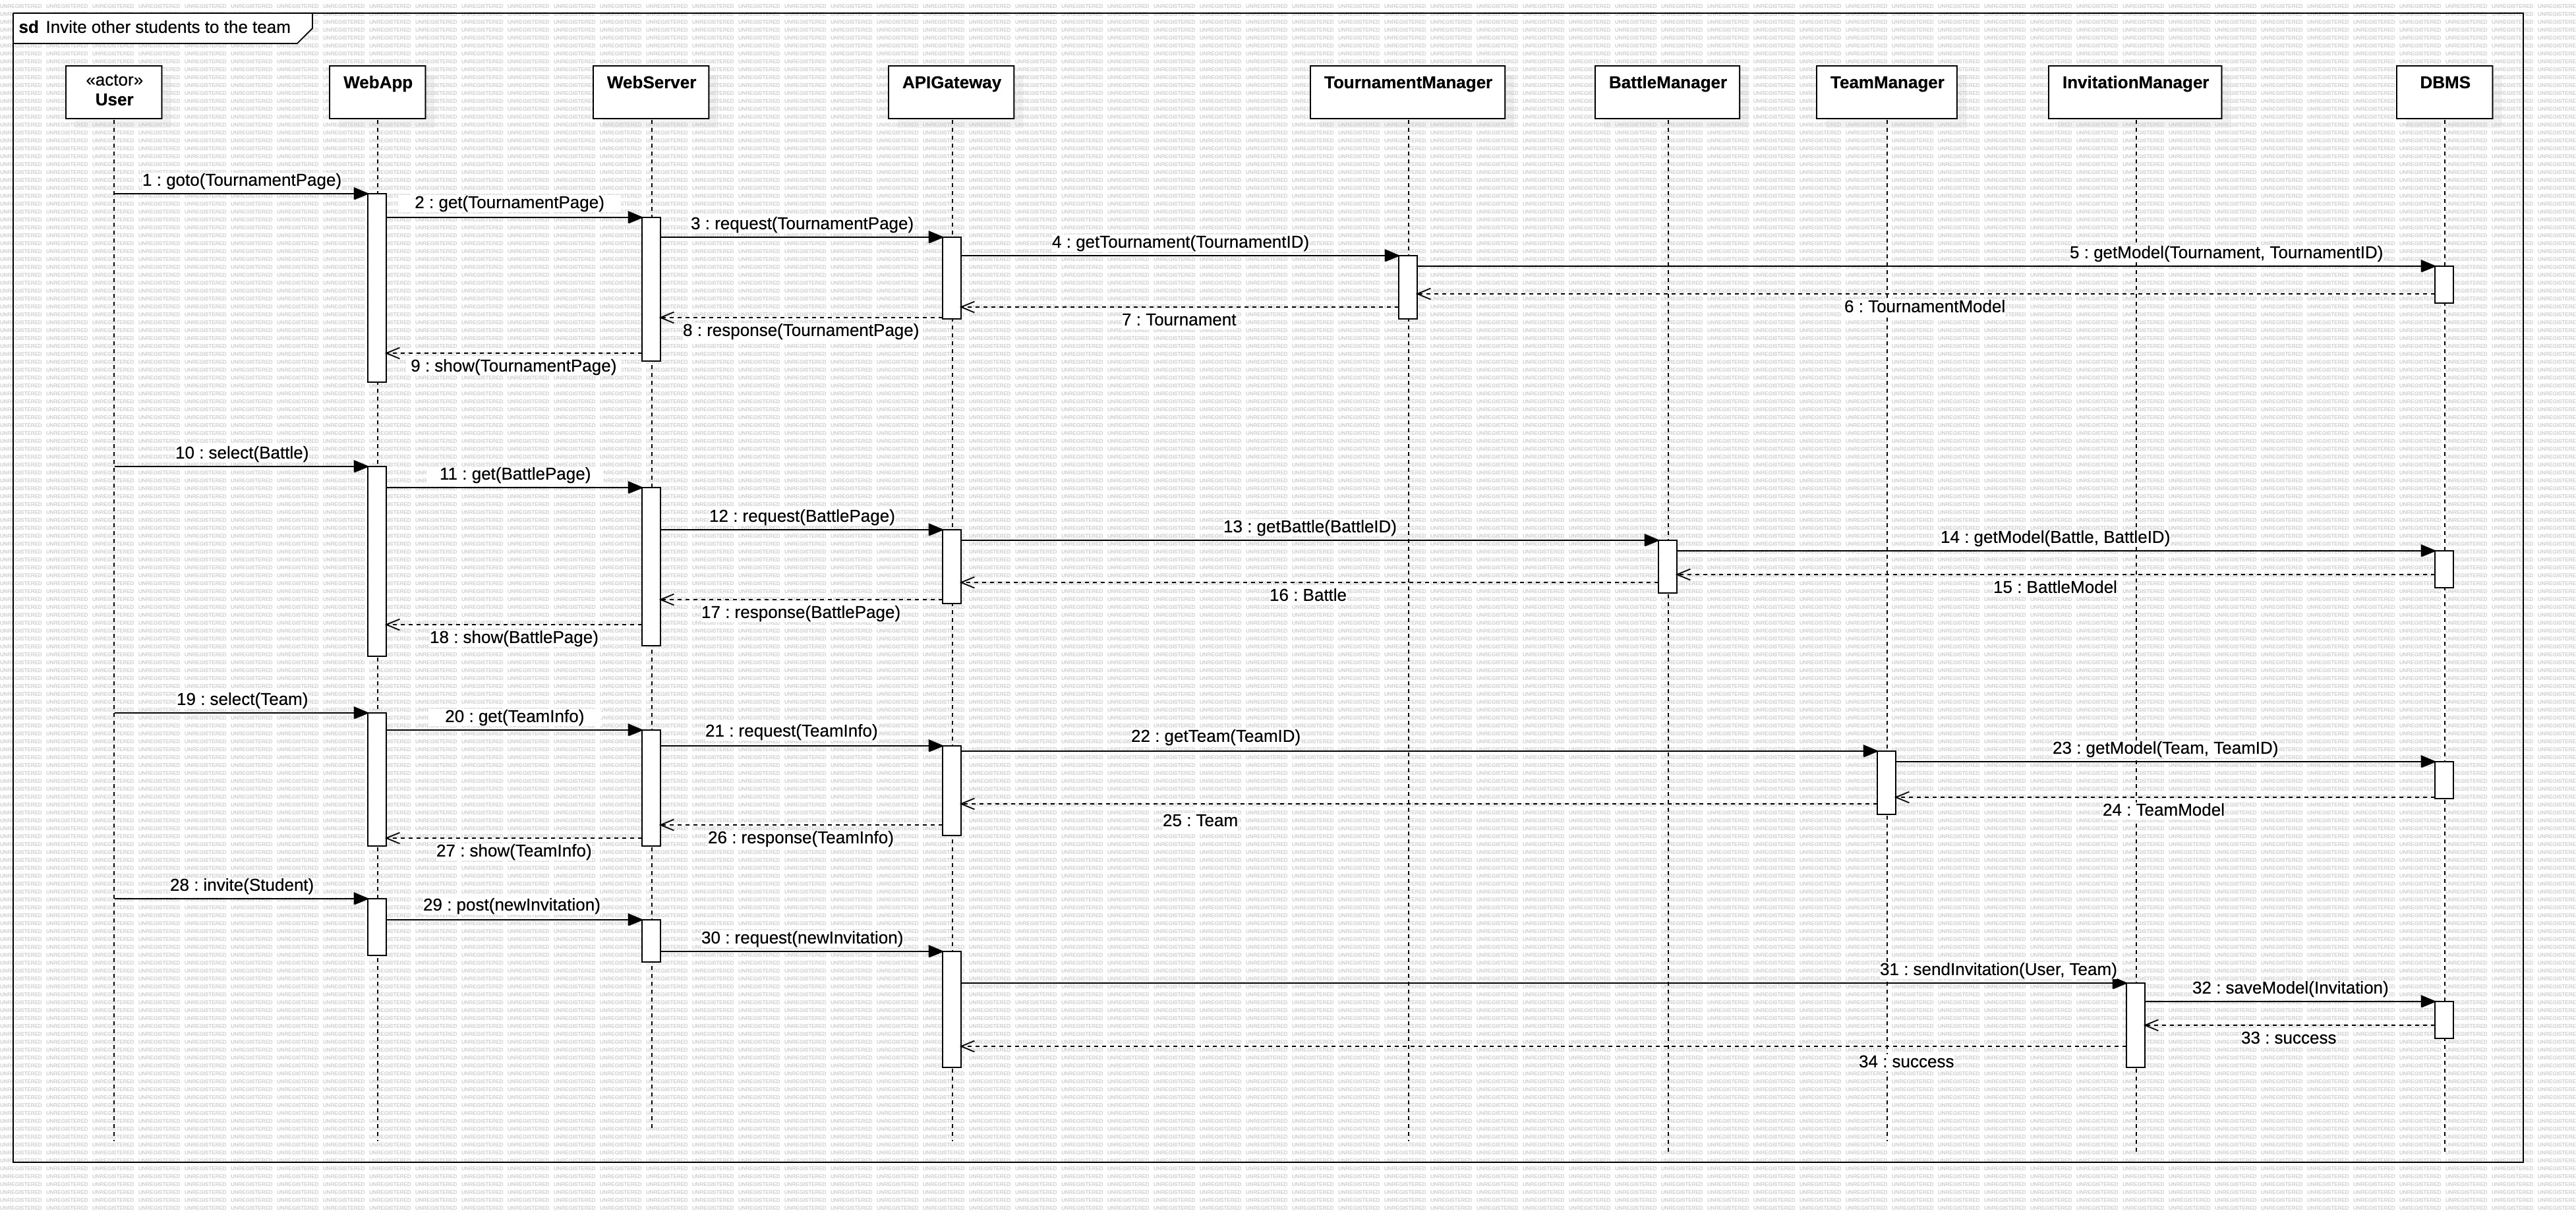 sd Invite other students to the team
«actor»
User
WebApp
WebServer
APIGateway
TournamentManager
BattleManager
TeamManager
InvitationManager
DBMS
1 : goto(TournamentPage)
2 : get(TournamentPage)
3 : request(TournamentPage)
4 : getTournament(TournamentID)
5 : getModel(Tournament, TournamentID)
6 : TournamentModel
7 : Tournament
8 : response(TournamentPage)
9 : show(TournamentPage)
10 : select(Battle)
11 : get(BattlePage)
12 : request(BattlePage)
13 : getBattle(BattleID)
14 : getModel(Battle, BattleID)
15 : BattleModel
16 : Battle
17 : response(BattlePage)
18 : show(BattlePage)
19 : select(Team)
20 : get(TeamInfo)
21 : request(TeamInfo)
22 : getTeam(TeamID)
23 : getModel(Team, TeamID)
24 : TeamModel
25 : Team
26 : response(TeamInfo)
27 : show(TeamInfo)
28 : invite(Student)
29 : post(newInvitation)
30 : request(newInvitation)
31 : sendInvitation(User, Team)
32 : saveModel(Invitation)
33 : success
34 : success
UNREGISTERED